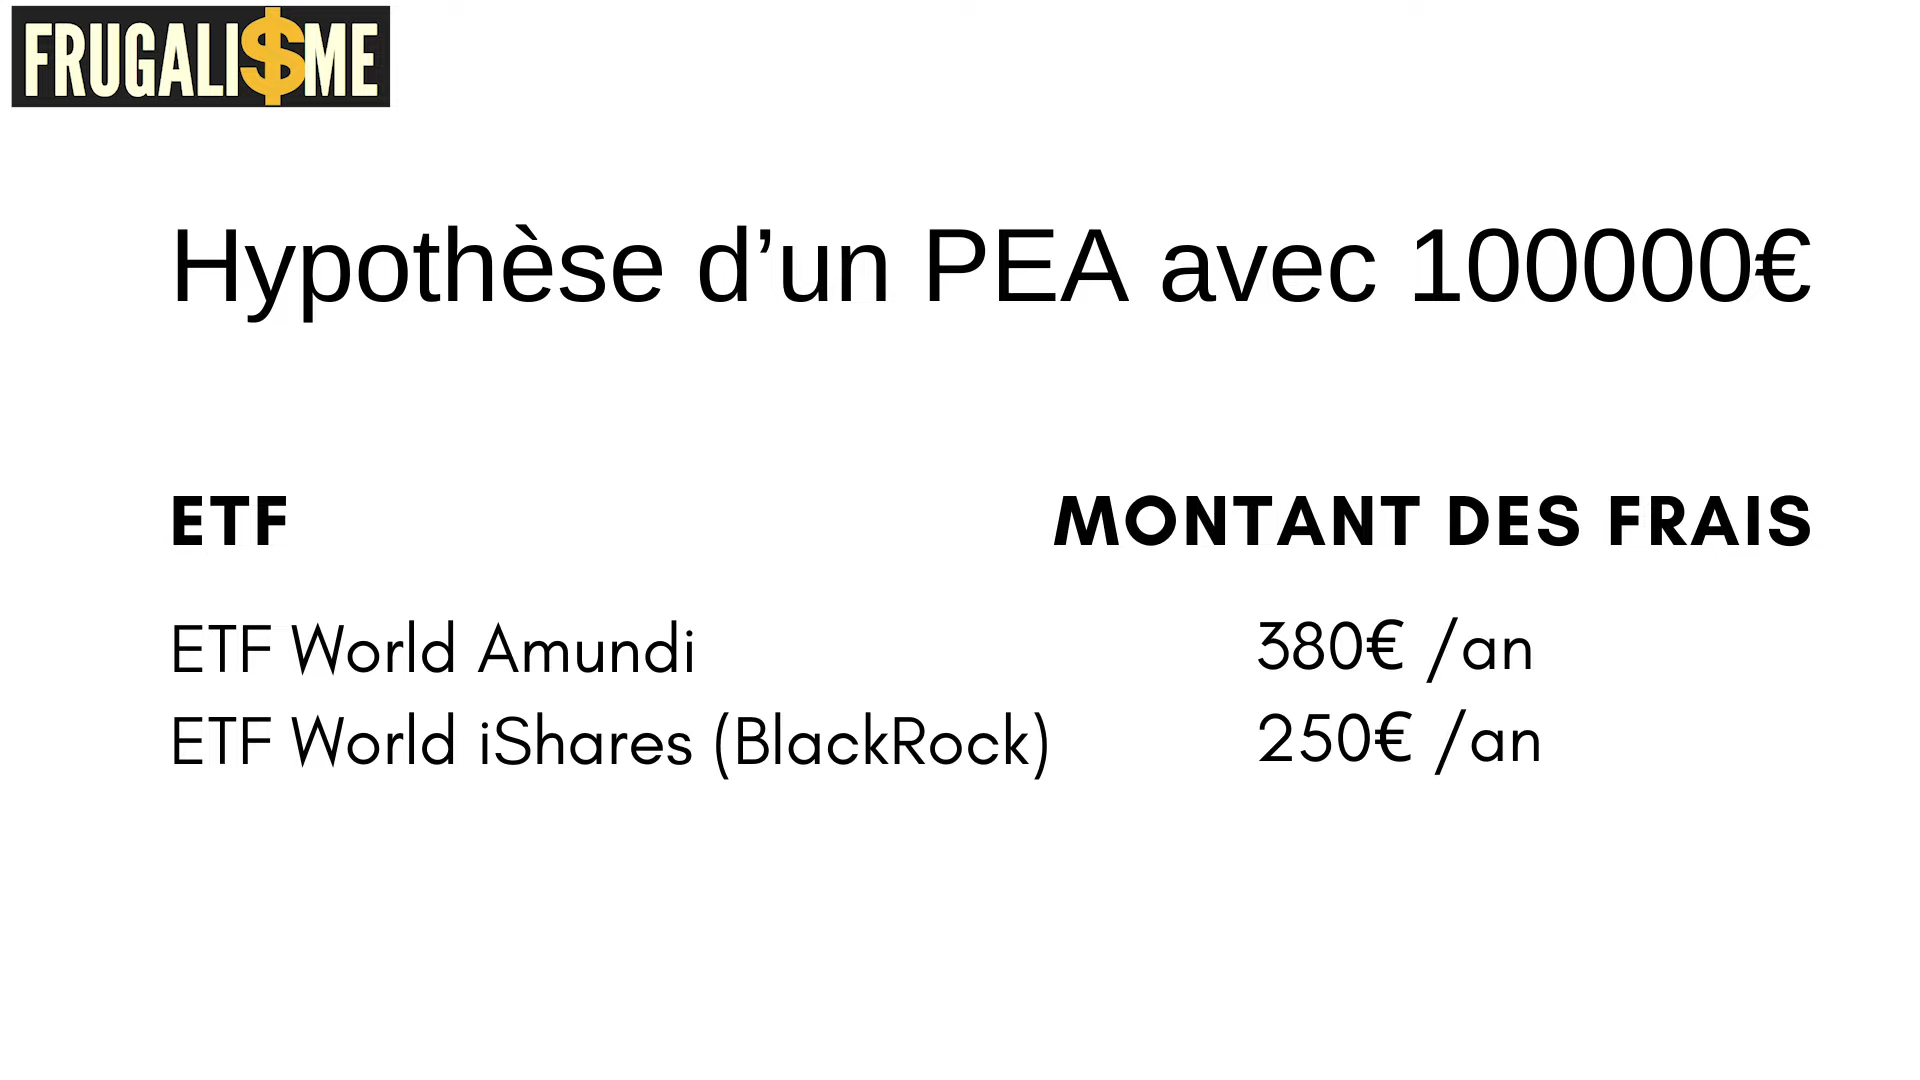 FRUGALI$ME
Hypothèse d’un PEA avec 100000€
ETF MONTANT DES FRAIS
ETF World Amundi 380€ /an
ETF World iShares (BlackRock) 250€ /an